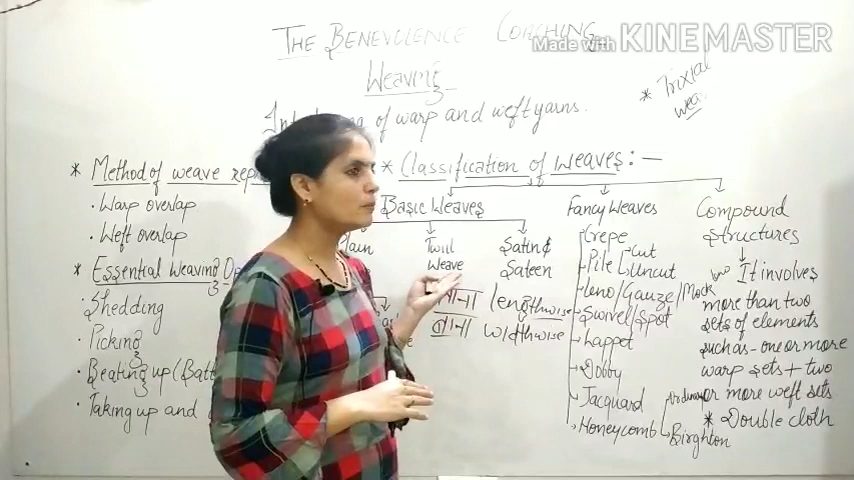 THE BENEVOLENCE COACHING
Made with KINEMASTER
Weaving
of warp and weft yarns.
* Trixial
wea
* Method of weave
• Warp overlap
• Weft overlap
* Essential Weaving
• Shedding
• Picking
• Beating up
• Taking up and
* Classification of weaves :-
Basic Weaves
Twill
Weave
Satin &
Sateen
ताना lengthwise
बाना widthwise
Fancy Weaves
Crepe
Pile Cut
Uncut
Leno/Gauze/Mock
Swivel/Spot
Lappet
Dobby
Jacquard
Honeycomb
Birghton
Compound
Structures
It involves
more than two
sets of elements
such as - one or more
warp sets + two
or more weft sets
* Double cloth